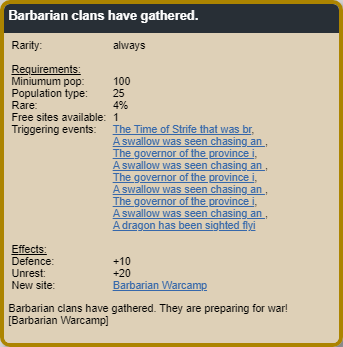 Barbarian clans have gathered.
Rarity: always
Requirements:
Miniumum pop: 100
Population type: 25
Rare: 4%
Free sites available: 1
Triggering events: The Time of Strife that was br,
A swallow was seen chasing an ,
The governor of the province i,
A swallow was seen chasing an ,
The governor of the province i,
A swallow was seen chasing an ,
The governor of the province i,
A swallow was seen chasing an ,
A dragon has been sighted flyi
Effects:
Defence: +10
Unrest: +20
New site: Barbarian Warcamp
Barbarian clans have gathered. They are preparing for war!
[Barbarian Warcamp]